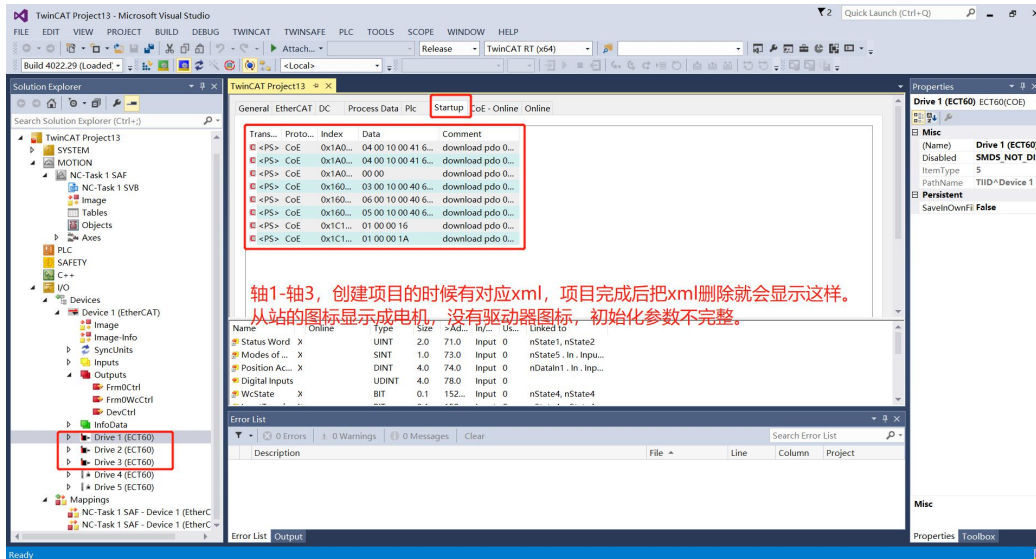 TwinCAT Project13 - Microsoft Visual Studio
2 Quick Launch (Ctrl+Q)
FILE EDIT VIEW PROJECT BUILD DEBUG TWINCAT TWINSAFE PLC TOOLS SCOPE WINDOW HELP
Attach... Release TwinCAT RT (x64)
Build 4022.29 (Loaded) <Local>
Solution Explorer
Search Solution Explorer (Ctrl+;)
TwinCAT Project13
SYSTEM
MOTION
NC-Task 1 SAF
NC-Task 1 SVB
Image
Tables
Objects
Axes
PLC
SAFETY
C++
I/O
Devices
Device 1 (EtherCAT)
Image
Image-Info
SyncUnits
Inputs
Outputs
Frm0Ctrl
Frm0WcCtrl
DevCtrl
InfoData
Drive 1 (ECT60)
Drive 2 (ECT60)
Drive 3 (ECT60)
Drive 4 (ECT60)
Drive 5 (ECT60)
Mappings
NC-Task 1 SAF - Device 1 (EtherC
NC-Task 1 SAF - Device 1 (EtherC
TwinCAT Project13
General EtherCAT DC Process Data Plc Startup CoE - Online Online
Trans... Proto... Index Data Comment
<PS> CoE 0x1A0... 04 00 10 00 41 6... download pdo 0...
<PS> CoE 0x1A0... 04 00 10 00 41 6... download pdo 0...
<PS> CoE 0x1A0... 00 00 download pdo 0...
<PS> CoE 0x160... 03 00 10 00 40 6... download pdo 0...
<PS> CoE 0x160... 06 00 10 00 40 6... download pdo 0...
<PS> CoE 0x160... 05 00 10 00 40 6... download pdo 0...
<PS> CoE 0x1C1... 01 00 00 16 download pdo 0...
<PS> CoE 0x1C1... 01 00 00 1A download pdo 0...
轴1-轴3，创建项目的时候有对应xml，项目完成后把xml删除就会显示这样。
从站的图标显示成电机，没有驱动器图标，初始化参数不完整。
Name Online Type Size >Ad... In/... Us... Linked to
Status Word X UINT 2.0 71.0 Input 0 nState1, nState2
Modes of ... X SINT 1.0 73.0 Input 0 nState5 . In . Inpu...
Position Ac... X DINT 4.0 74.0 Input 0 nDataIn1 . In . Inp...
Digital Inputs UDINT 4.0 78.0 Input 0
WcState X BIT 0.1 152... Input 0 nState4, nState4
Error List
0 Errors 0 Warnings 0 Messages Clear
Search Error List
Description File Line Column Project
Error List Output
Properties
Drive 1 (ECT60) ECT60(COE)
Misc
(Name) Drive 1 (ECT60)
Disabled SMDS_NOT_DI
ItemType 5
PathName TIID^Device 1
Persistent
SaveInOwnFi False
Misc
Properties Toolbox
Ready